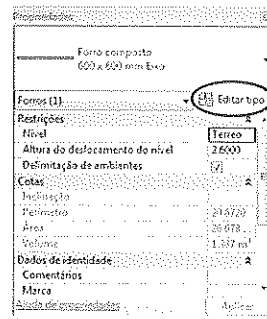 Propriedades
Forro composto
600 x 600 mm Eixo
Forros (1)
Editar tipo
Restrições
Nível
Terreo
Altura do deslocamento do nível
2.6000
Delimitação de ambientes
Cotas
Inclinação
Perímetro
Área
Volume
Dados de identidade
Comentários
Marca
Ajuda de propriedades
Aplicar